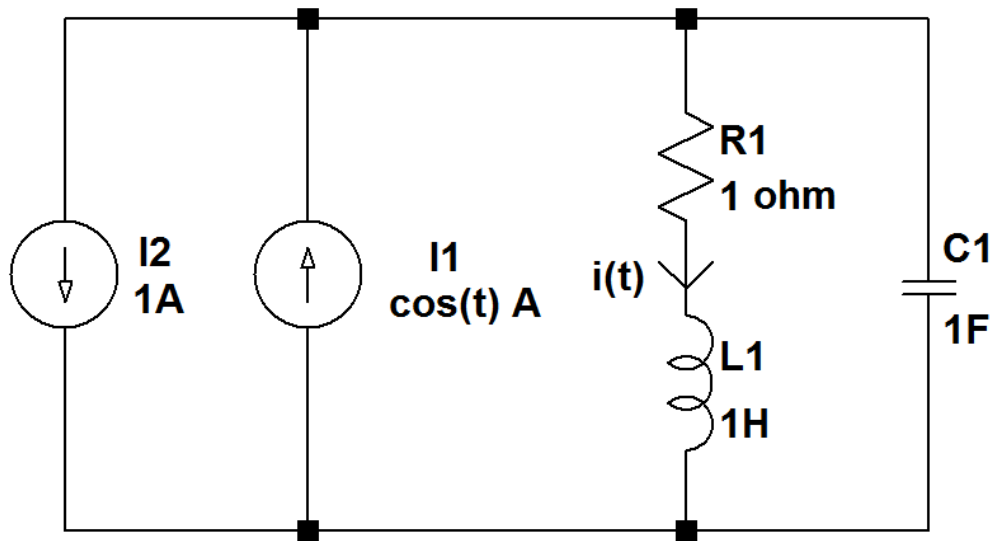 I2
1A
I1
cos(t) A
R1
1 ohm
i(t)
L1
1H
C1
1F